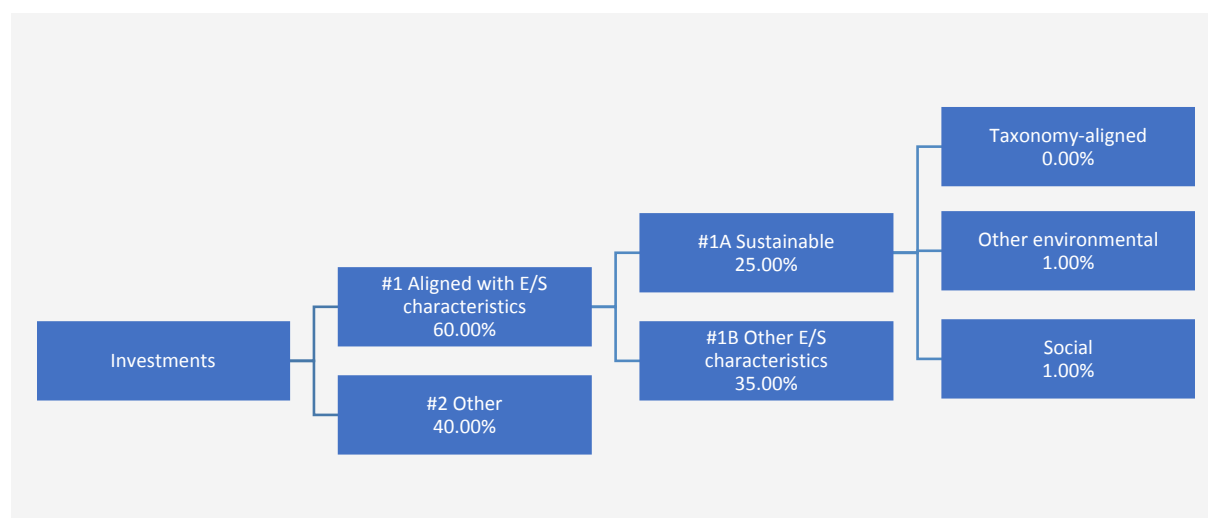 Investments
#1 Aligned with E/S
characteristics
60.00%
#2 Other
40.00%
#1A Sustainable
25.00%
#1B Other E/S
characteristics
35.00%
Taxonomy-aligned
0.00%
Other environmental
1.00%
Social
1.00%